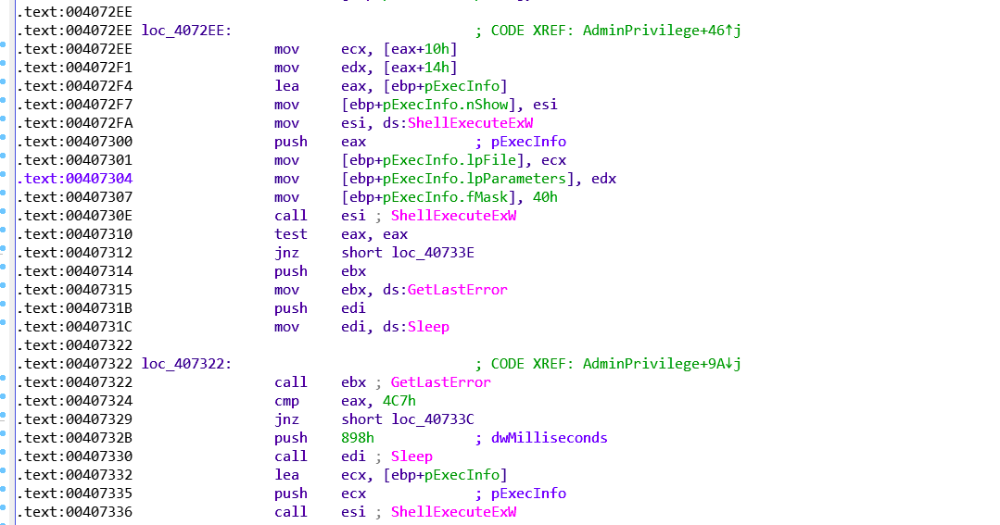 .text:004072EE
.text:004072EE loc_4072EE: ; CODE XREF: AdminPrivilege+46↑j
.text:004072EE mov ecx, [eax+10h]
.text:004072F1 mov edx, [eax+14h]
.text:004072F4 lea eax, [ebp+pExecInfo]
.text:004072F7 mov [ebp+pExecInfo.nShow], esi
.text:004072FA mov esi, ds:ShellExecuteExW
.text:00407300 push eax ; pExecInfo
.text:00407301 mov [ebp+pExecInfo.lpFile], ecx
.text:00407304 mov [ebp+pExecInfo.lpParameters], edx
.text:00407307 mov [ebp+pExecInfo.fMask], 40h
.text:0040730E call esi ; ShellExecuteExW
.text:00407310 test eax, eax
.text:00407312 jnz short loc_40733E
.text:00407314 push ebx
.text:00407315 mov ebx, ds:GetLastError
.text:0040731B push edi
.text:0040731C mov edi, ds:Sleep
.text:00407322
.text:00407322 loc_407322: ; CODE XREF: AdminPrivilege+9A↓j
.text:00407322 call ebx ; GetLastError
.text:00407324 cmp eax, 4C7h
.text:00407329 jnz short loc_40733C
.text:0040732B push 898h ; dwMilliseconds
.text:00407330 call edi ; Sleep
.text:00407332 lea ecx, [ebp+pExecInfo]
.text:00407335 push ecx ; pExecInfo
.text:00407336 call esi ; ShellExecuteExW